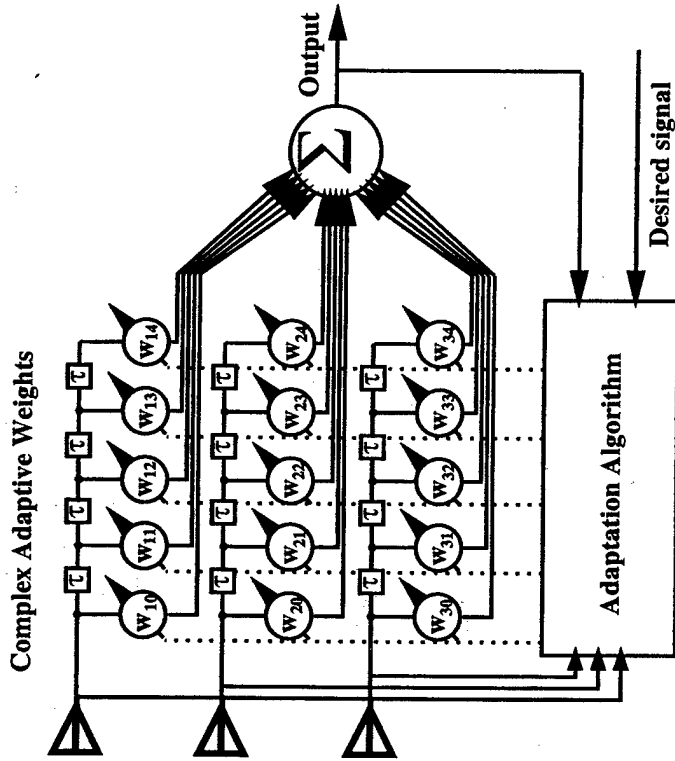 Complex Adaptive Weights
τ τ τ τ
w10 w11 w12 w13 w14
τ τ τ τ
w20 w21 w22 w23 w24
τ τ τ τ
w30 w31 w32 w33 w34
Σ
Output
Adaptation Algorithm
Desired signal